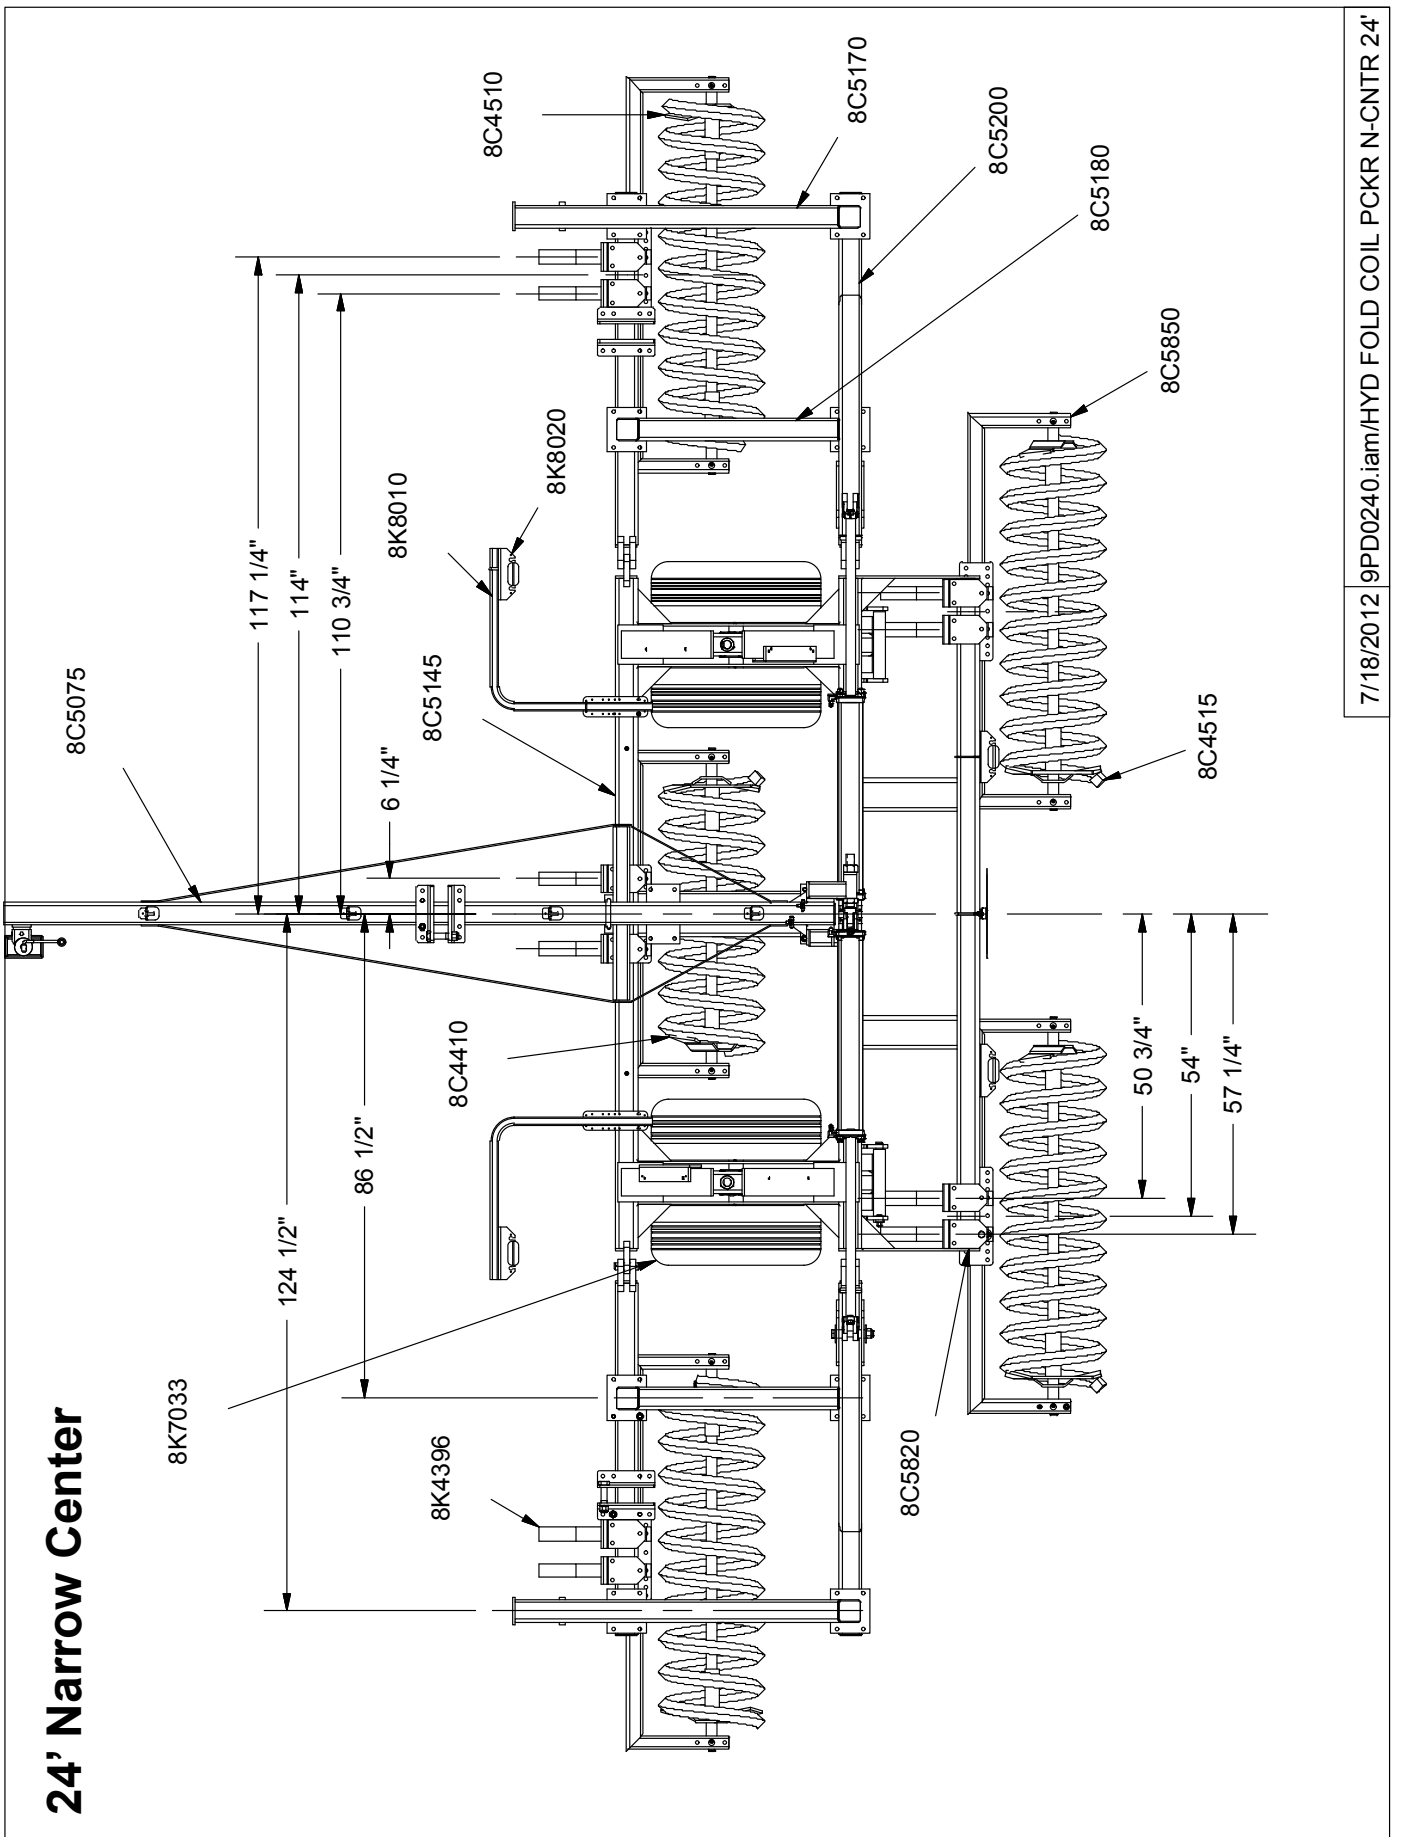 24' Narrow Center
8C5075
8K7033
124 1/2"
86 1/2"
8K4396
8C4410
6 1/4"
8C5145
117 1/4"
114"
110 3/4"
8K8010
8K8020
8C4510
8C5170
8C5200
8C5180
8C5850
8C4515
8C5820
50 3/4"
54"
57 1/4"
7/18/2012 9PD0240.iam/HYD FOLD COIL PCKR N-CNTR 24'